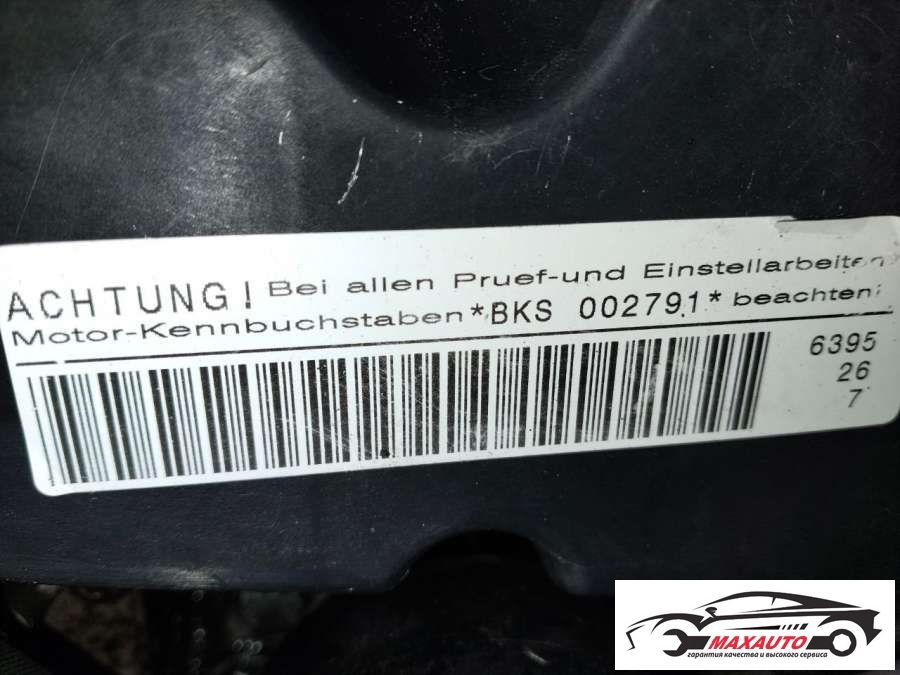 ACHTUNG! Bei allen Pruef-und Einstellarbeiten
Motor-Kennbuchstaben *BKS 002791* beachten!
6395
26
7
MAXAUTO
гарантия качества и высокого сервиса